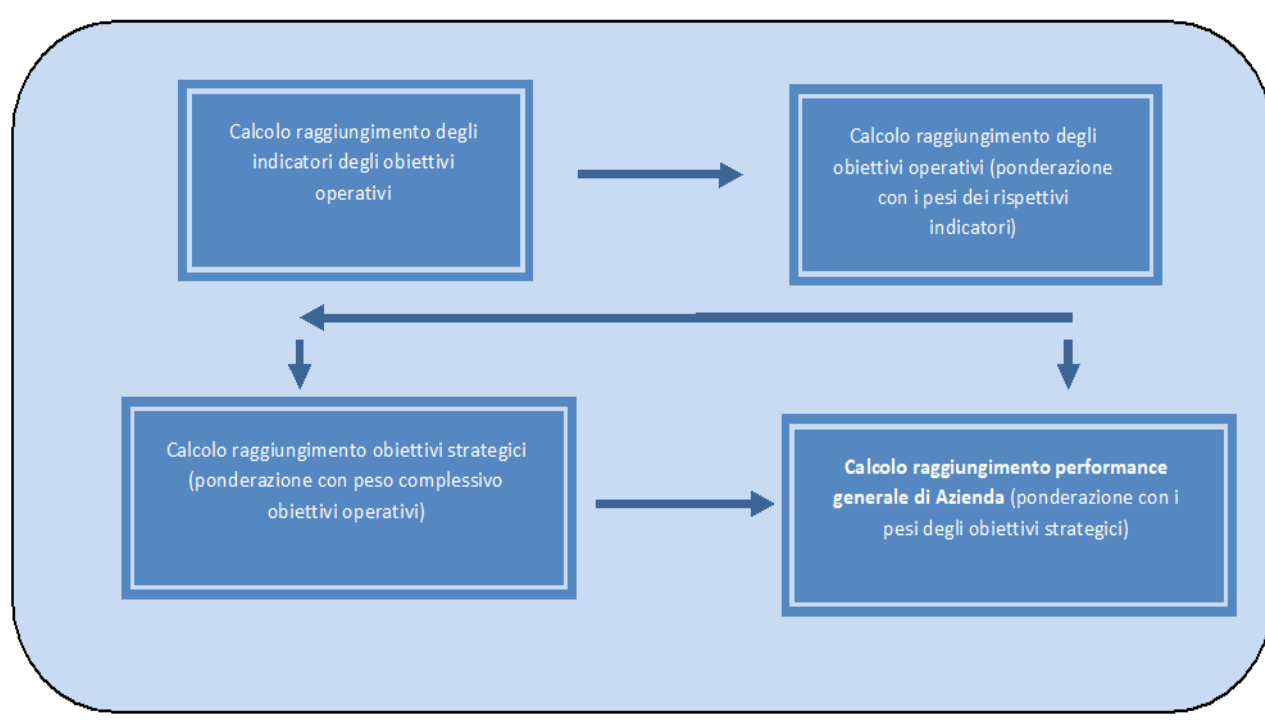 Calcolo raggiungimento degli
indicatori degli obiettivi
operativi
Calcolo raggiungimento degli
obiettivi operativi (ponderazione
con i pesi dei rispettivi
indicatori)
Calcolo raggiungimento obiettivi strategici
(ponderazione con peso complessivo
obiettivi operativi)
Calcolo raggiungimento performance
generale di Azienda (ponderazione con i
pesi degli obiettivi strategici)